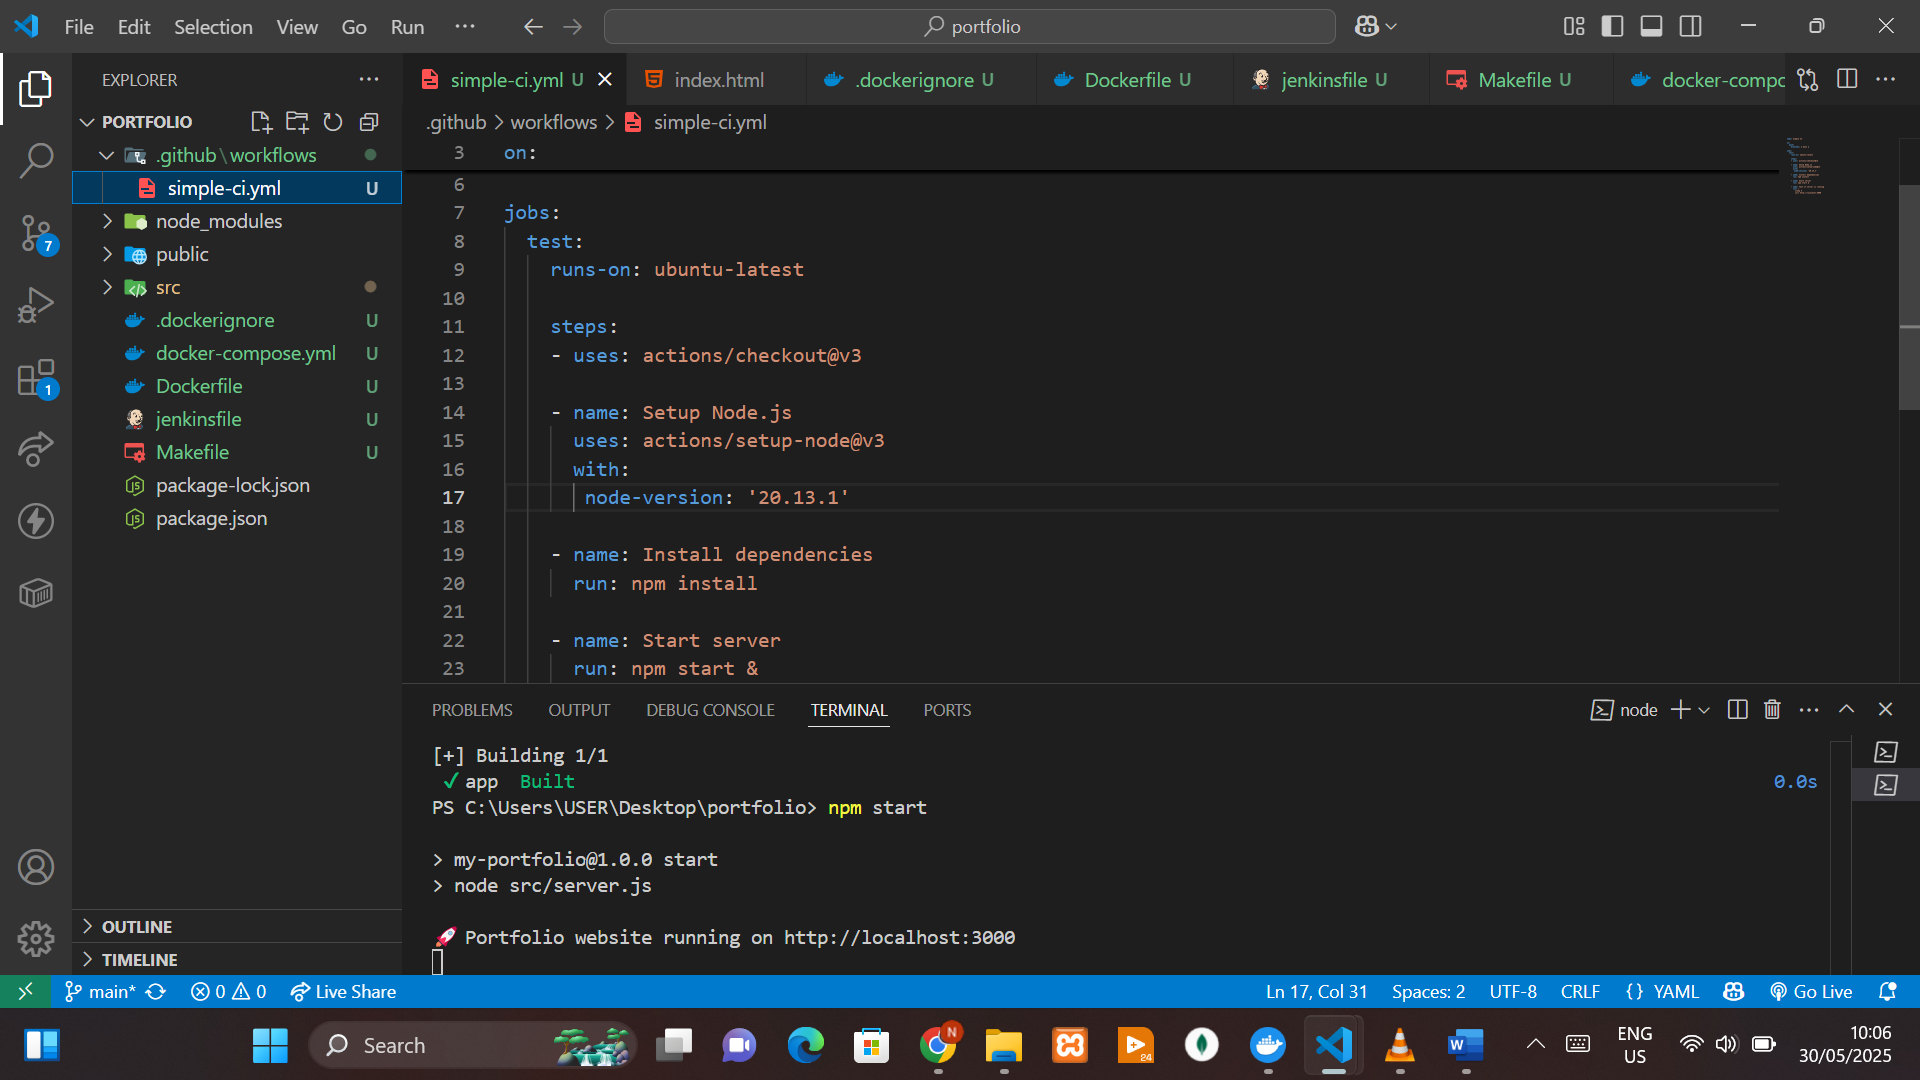 File Edit Selection View Go Run ···
portfolio
EXPLORER ···
simple-ci.yml U
index.html
.dockerignore U
Dockerfile U
jenkinsfile U
Makefile U
docker-compo
PORTFOLIO
.github > workflows > simple-ci.yml
.github\workflows
simple-ci.yml U
node_modules
public
src
.dockerignore U
docker-compose.yml U
Dockerfile U
jenkinsfile U
Makefile U
package-lock.json
package.json
OUTLINE
TIMELINE
7
1
3 on:
6
7 jobs:
8 test:
9 runs-on: ubuntu-latest
10
11 steps:
12 - uses: actions/checkout@v3
13
14 - name: Setup Node.js
15 uses: actions/setup-node@v3
16 with:
17 node-version: '20.13.1'
18
19 - name: Install dependencies
20 run: npm install
21
22 - name: Start server
23 run: npm start &
PROBLEMS OUTPUT DEBUG CONSOLE TERMINAL PORTS
node
[+] Building 1/1
✓ app Built 0.0s
PS C:\Users\USER\Desktop\portfolio> npm start
> my-portfolio@1.0.0 start
> node src/server.js
🚀 Portfolio website running on http://localhost:3000
main* 0 0 Live Share
Ln 17, Col 31 Spaces: 2 UTF-8 CRLF {} YAML Go Live
Search
N
24
W
ENG
US
10:06
30/05/2025